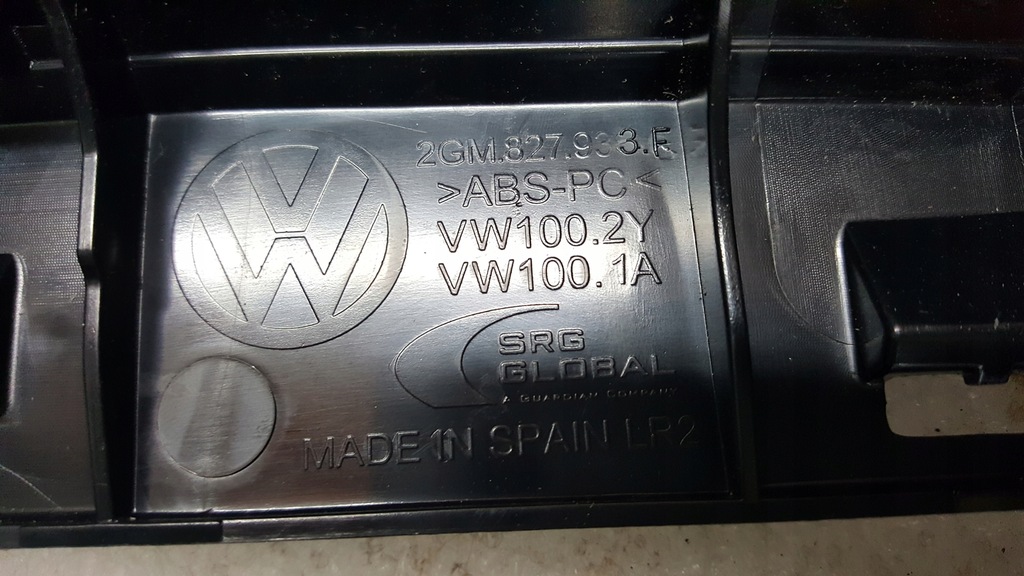 2GM.827.933.F
>ABS-PC<
VW100.2Y
VW100.1A
SRG
GLOBAL
A GUARDIAN COMPANY
MADE IN SPAIN LR2